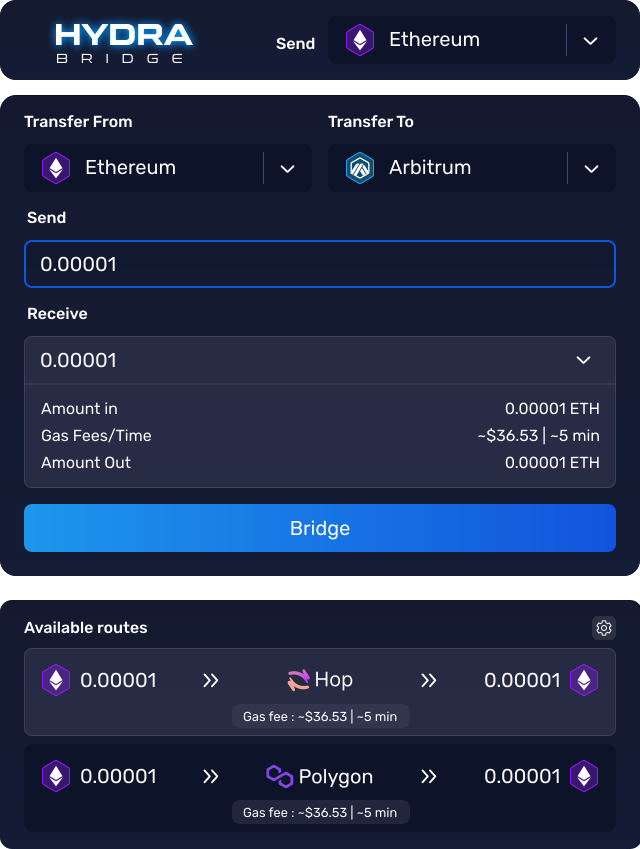 HYDRA
BRIDGE
Send
Ethereum
Transfer From
Transfer To
Ethereum
Arbitrum
Send
0.00001
Receive
0.00001
Amount in
0.00001 ETH
Gas Fees/Time
~$36.53 | ~5 min
Amount Out
0.00001 ETH
Bridge
Available routes
0.00001
Hop
0.00001
Gas fee : ~$36.53 | ~5 min
0.00001
Polygon
0.00001
Gas fee : ~$36.53 | ~5 min